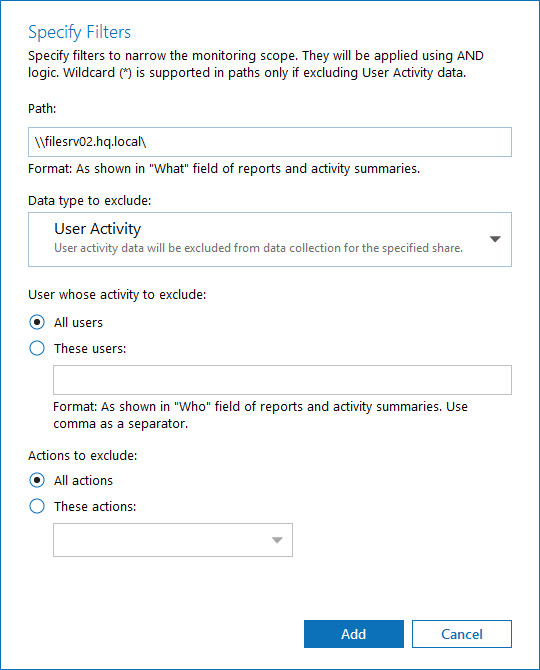 Specify Filters
Specify filters to narrow the monitoring scope. They will be applied using AND
logic. Wildcard (*) is supported in paths only if excluding User Activity data.
Path:
\\filesrv02.hq.local\
Format: As shown in "What" field of reports and activity summaries.
Data type to exclude:
User Activity
User activity data will be excluded from data collection for the specified share.
User whose activity to exclude:
All users
These users:
Format: As shown in "Who" field of reports and activity summaries. Use
comma as a separator.
Actions to exclude:
All actions
These actions:
Add
Cancel